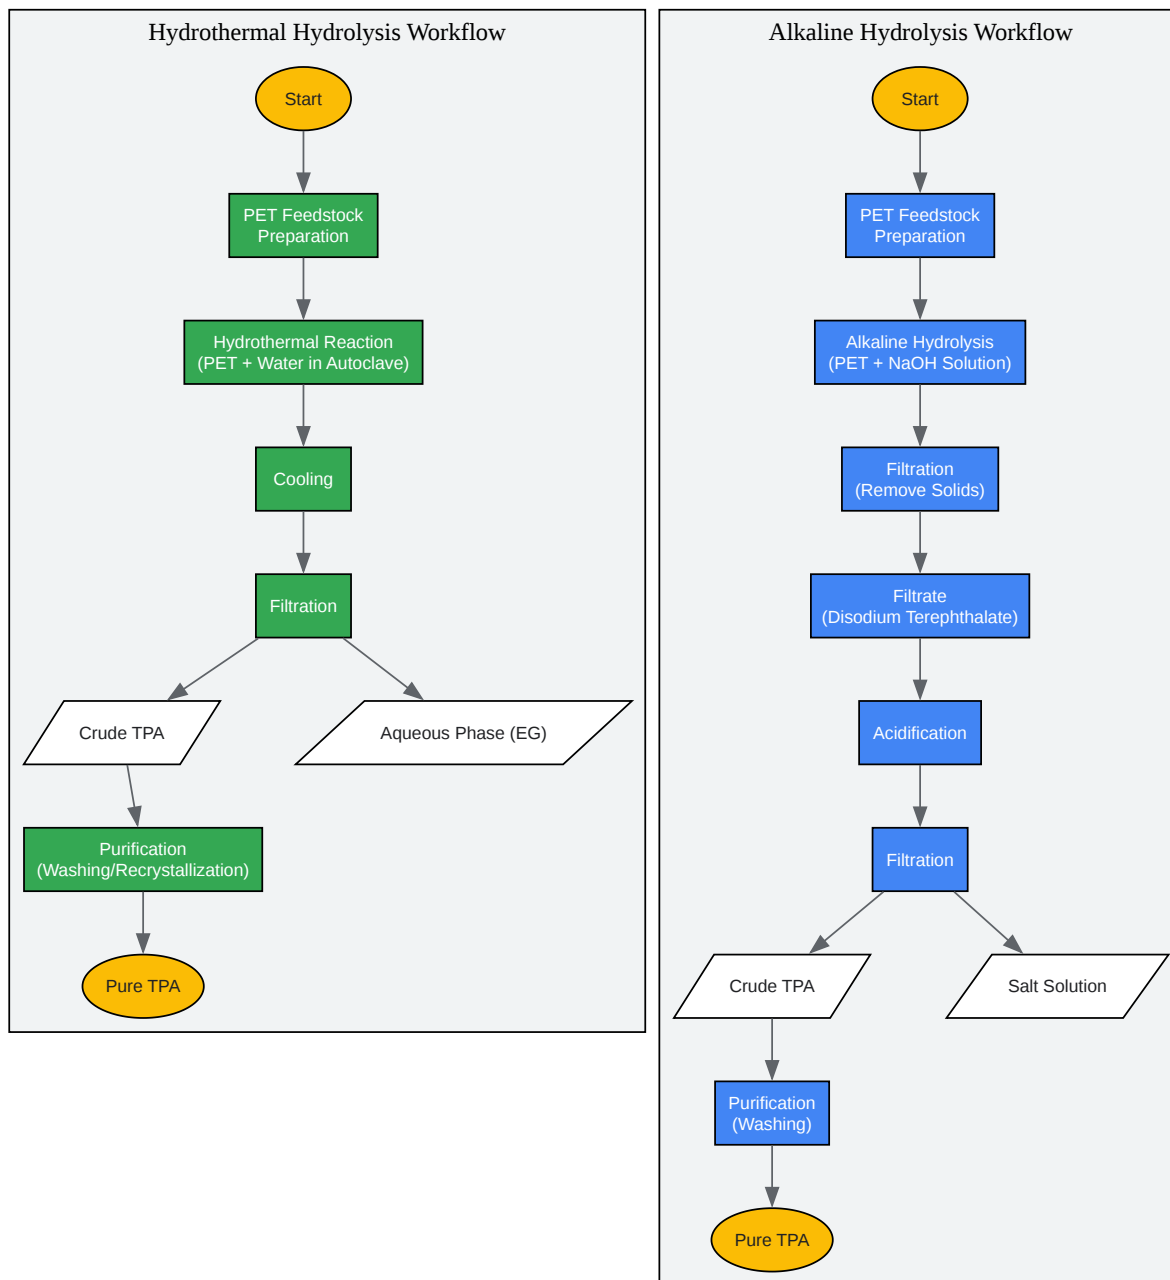 Hydrothermal Hydrolysis Workflow
Start
PET Feedstock
Preparation
Hydrothermal Reaction
(PET + Water in Autoclave)
Cooling
Filtration
Crude TPA
Aqueous Phase (EG)
Purification
(Washing/Recrystallization)
Pure TPA
Alkaline Hydrolysis Workflow
Start
PET Feedstock
Preparation
Alkaline Hydrolysis
(PET + NaOH Solution)
Filtration
(Remove Solids)
Filtrate
(Disodium Terephthalate)
Acidification
Filtration
Crude TPA
Salt Solution
Purification
(Washing)
Pure TPA